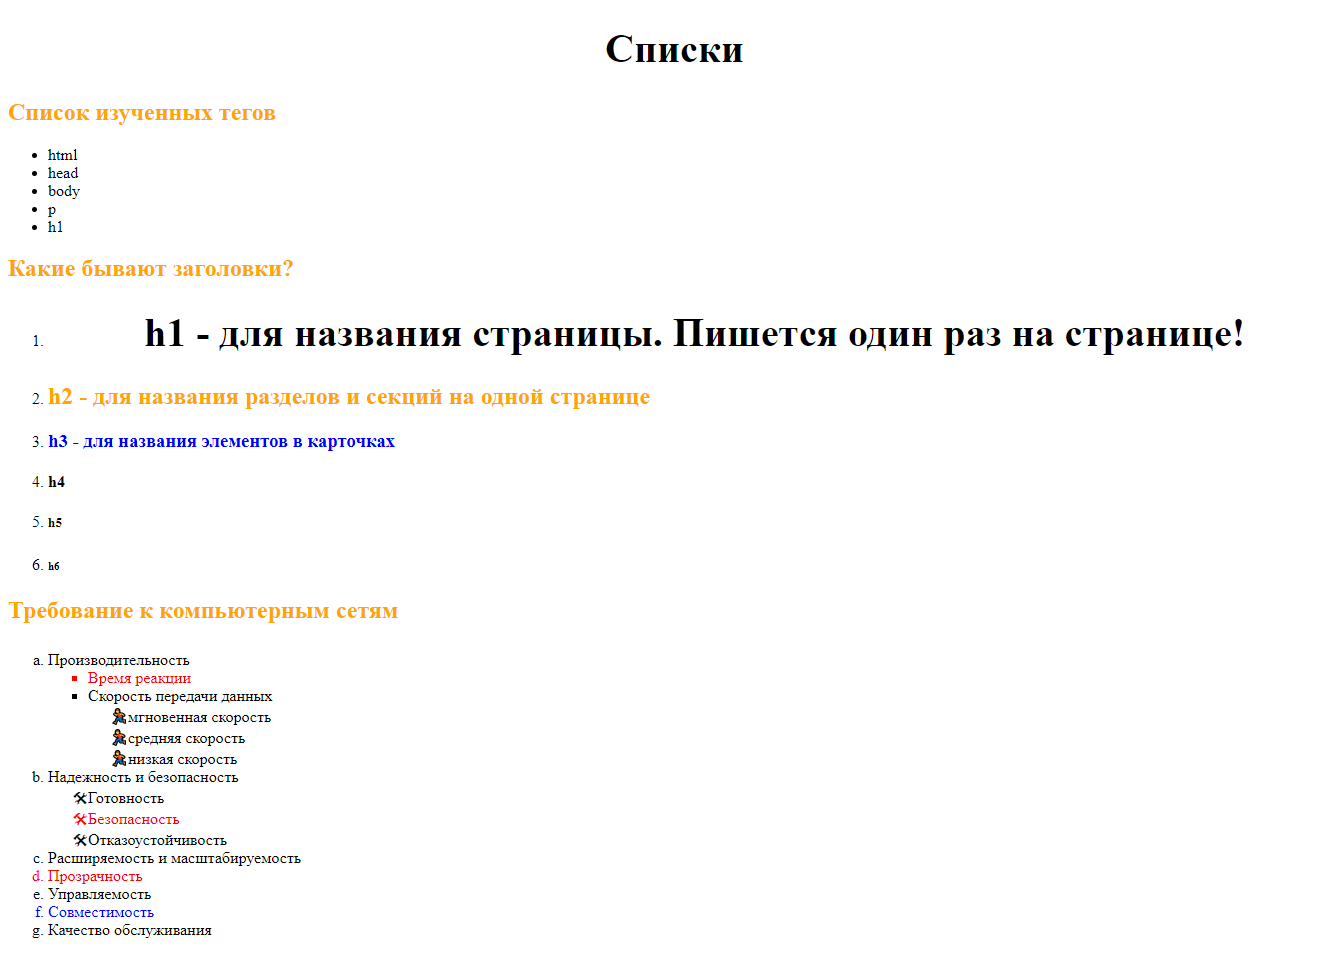 Списки
Список изученных тегов
• html
• head
• body
• p
• h1
Какие бывают заголовки?
1. h1 - для названия страницы. Пишется один раз на странице!
2. h2 - для названия разделов и секций на одной странице
3. h3 - для названия элементов в карточках
4. h4
5. h5
6. h6
Требование к компьютерным сетям
a. Производительность
▪ Время реакции
▪ Скорость передачи данных
🏃мгновенная скорость
🏃средняя скорость
🏃низкая скорость
b. Надежность и безопасность
🛠Готовность
🛠Безопасность
🛠Отказоустойчивость
c. Расширяемость и масштабируемость
d. Прозрачность
e. Управляемость
f. Совместимость
g. Качество обслуживания